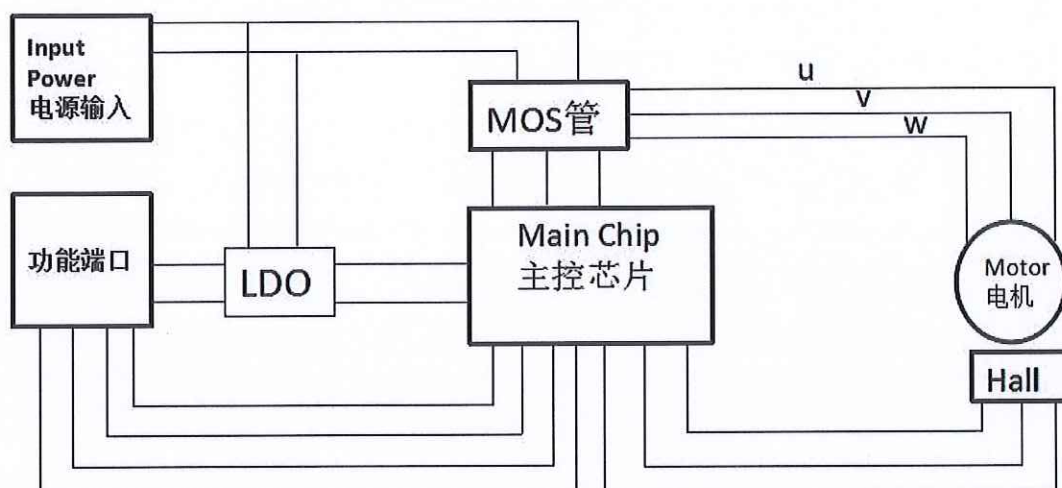 Input
Power
电源输入
MOS管
u
v
w
功能端口
LDO
Main Chip
主控芯片
Motor
电机
Hall